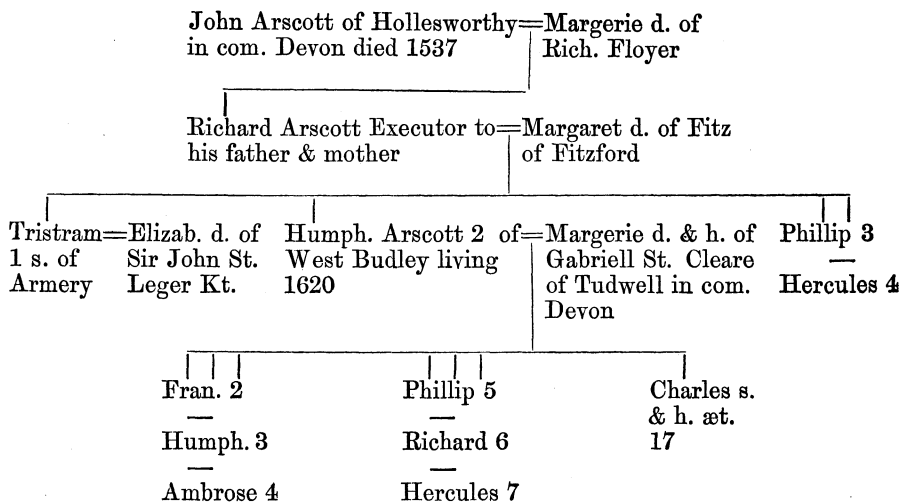 John Arscott of Hollesworthy=Margerie d. of
in com. Devon died 1537 Rich. Floyer
Richard Arscott Executor to=Margaret d. of Fitz
his father & mother of Fitzford
Tristram=Elizab. d. of Humph. Arscott 2 of=Margerie d. & h. of Phillip 3
1 s. of Sir John St. West Budley living Gabriell St. Cleare —
Armery Leger Kt. 1620 of Tudwell in com. Hercules 4
Devon
Fran. 2 Phillip 5 Charles s.
— — & h. æt.
Humph. 3 Richard 6 17
— —
Ambrose 4 Hercules 7